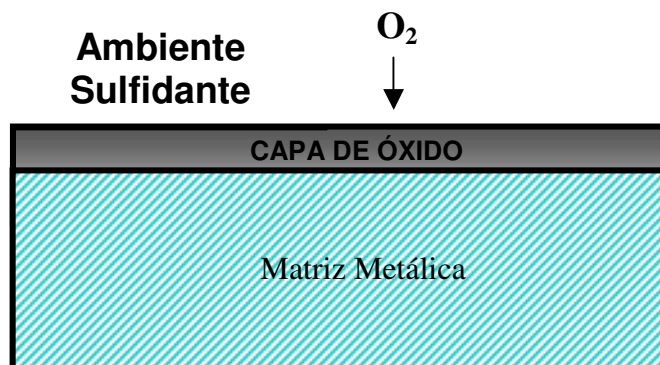 Ambiente
Sulfidante
O₂
CAPA DE ÓXIDO
Matriz Metálica